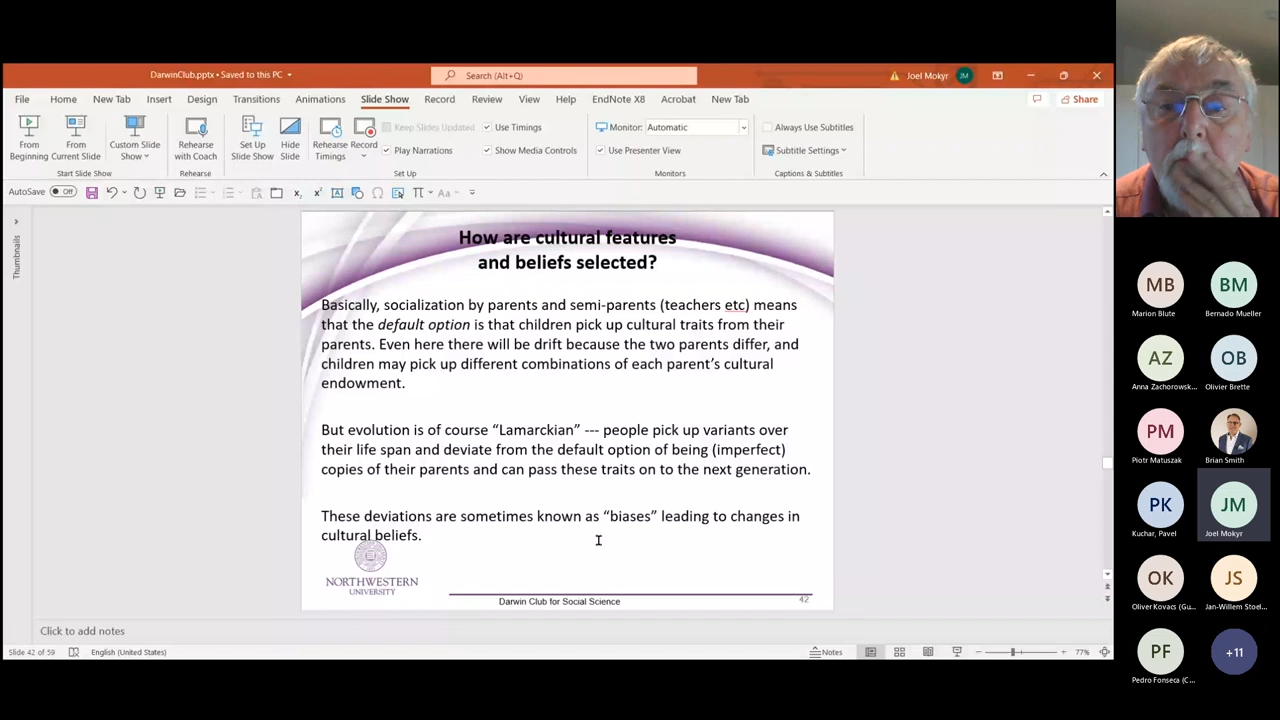 DarwinClub.pptx • Saved to this PC
Search (Alt+Q)
Joel Mokyr
JM
File Home New Tab Insert Design Transitions Animations Slide Show Record Review View Help EndNote X8 Acrobat New Tab
Share
From Beginning
From Current Slide
Custom Slide Show
Rehearse with Coach
Set Up Slide Show
Hide Slide
Rehearse Timings
Record
Keep Slides Updated
Use Timings
Play Narrations
Show Media Controls
Monitor: Automatic
Use Presenter View
Always Use Subtitles
Subtitle Settings
Start Slide Show
Rehearse
Set Up
Monitors
Captions & Subtitles
AutoSave Off
Thumbnails
How are cultural features
and beliefs selected?
Basically, socialization by parents and semi-parents (teachers etc) means
that the default option is that children pick up cultural traits from their
parents. Even here there will be drift because the two parents differ, and
children may pick up different combinations of each parent's cultural
endowment.
But evolution is of course “Lamarckian” --- people pick up variants over
their life span and deviate from the default option of being (imperfect)
copies of their parents and can pass these traits on to the next generation.
These deviations are sometimes known as “biases” leading to changes in
cultural beliefs.
NORTHWESTERN
UNIVERSITY
Darwin Club for Social Science
42
Click to add notes
Slide 42 of 59
English (United States)
Notes
77%
MB
Marion Blute
BM
Bernado Mueller
AZ
Anna Zachorowsk...
OB
Olivier Brette
PM
Piotr Matuszak
Brian Smith
PK
Kuchar, Pavel
JM
Joel Mokyr
OK
Oliver Kovacs (Gu...
JS
Jan-Willem Stoel...
PF
Pedro Fonseca (C...
+11